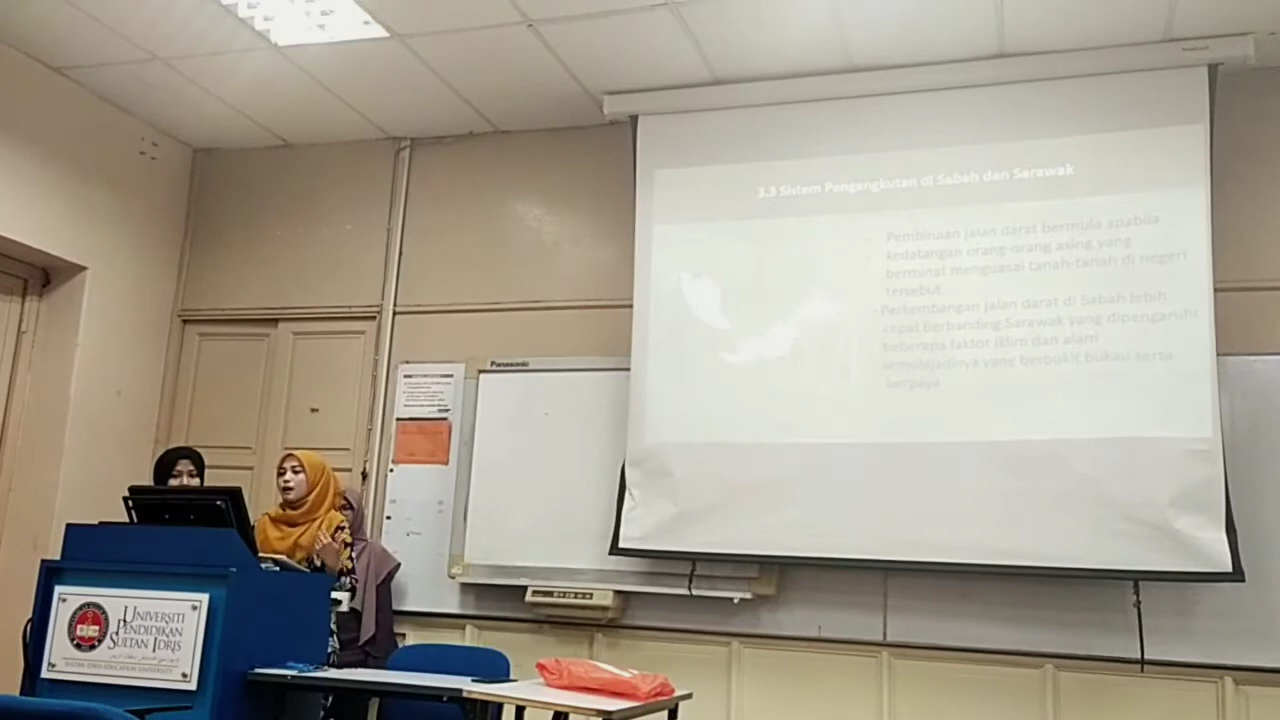 3.3 Sistem Pengangkutan di Sabah dan Sarawak
Pembinaan jalan darat bermula apabila
kedatangan orang-orang asing yang
berminat menguasai tanah-tanah di negeri
tersebut
- Perkembangan jalan darat di Sabah lebih
cepat berbanding Sarawak yang dipengaruhi
beberapa faktor iklim dan alam
semulajadinya yang berbukit bukau serta
berpaya
Panasonic
UNIVERSITI
PENDIDIKAN
SULTAN IDRIS
SULTAN IDRIS EDUCATION UNIVERSITY